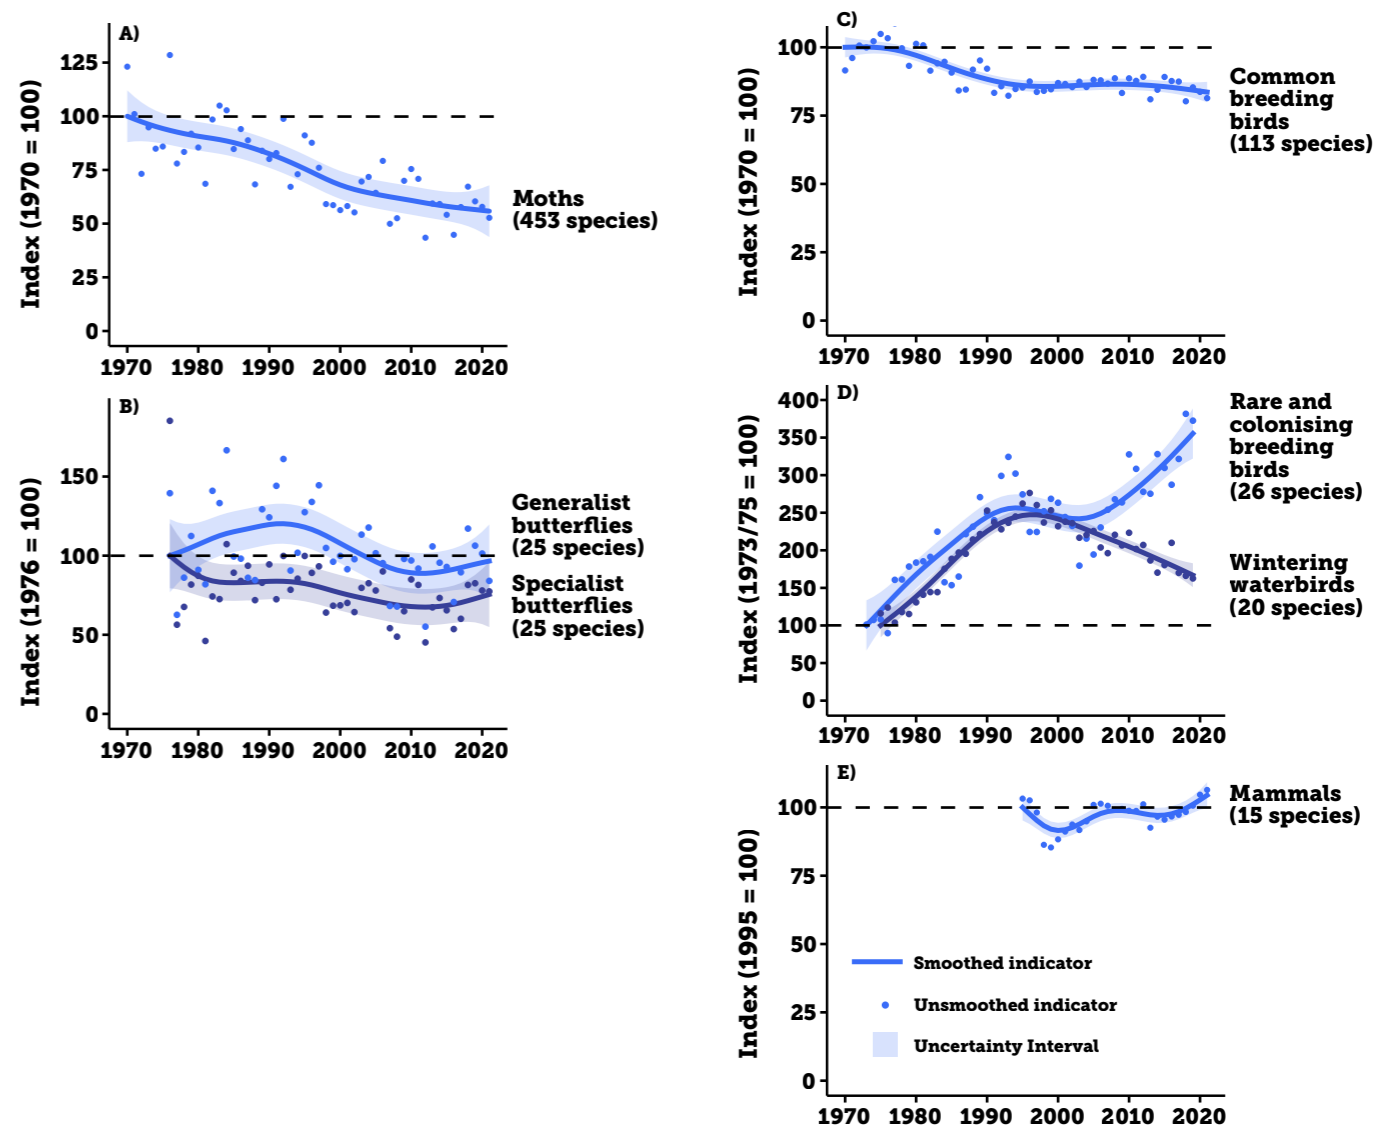 A)
Index (1970 = 100)
125
100
75
50
25
0
1970 1980 1990 2000 2010 2020
Moths
(453 species)
B)
Index (1976 = 100)
150
100
50
0
1970 1980 1990 2000 2010 2020
Generalist
butterflies
(25 species)
Specialist
butterflies
(25 species)
C)
Index (1970 = 100)
100
75
50
25
0
1970 1980 1990 2000 2010 2020
Common
breeding
birds
(113 species)
D)
Index (1973/75 = 100)
400
350
300
250
200
150
100
50
0
1970 1980 1990 2000 2010 2020
Rare and
colonising
breeding
birds
(26 species)
Wintering
waterbirds
(20 species)
E)
Index (1995 = 100)
100
75
50
25
0
1970 1980 1990 2000 2010 2020
Mammals
(15 species)
Smoothed indicator
Unsmoothed indicator
Uncertainty Interval